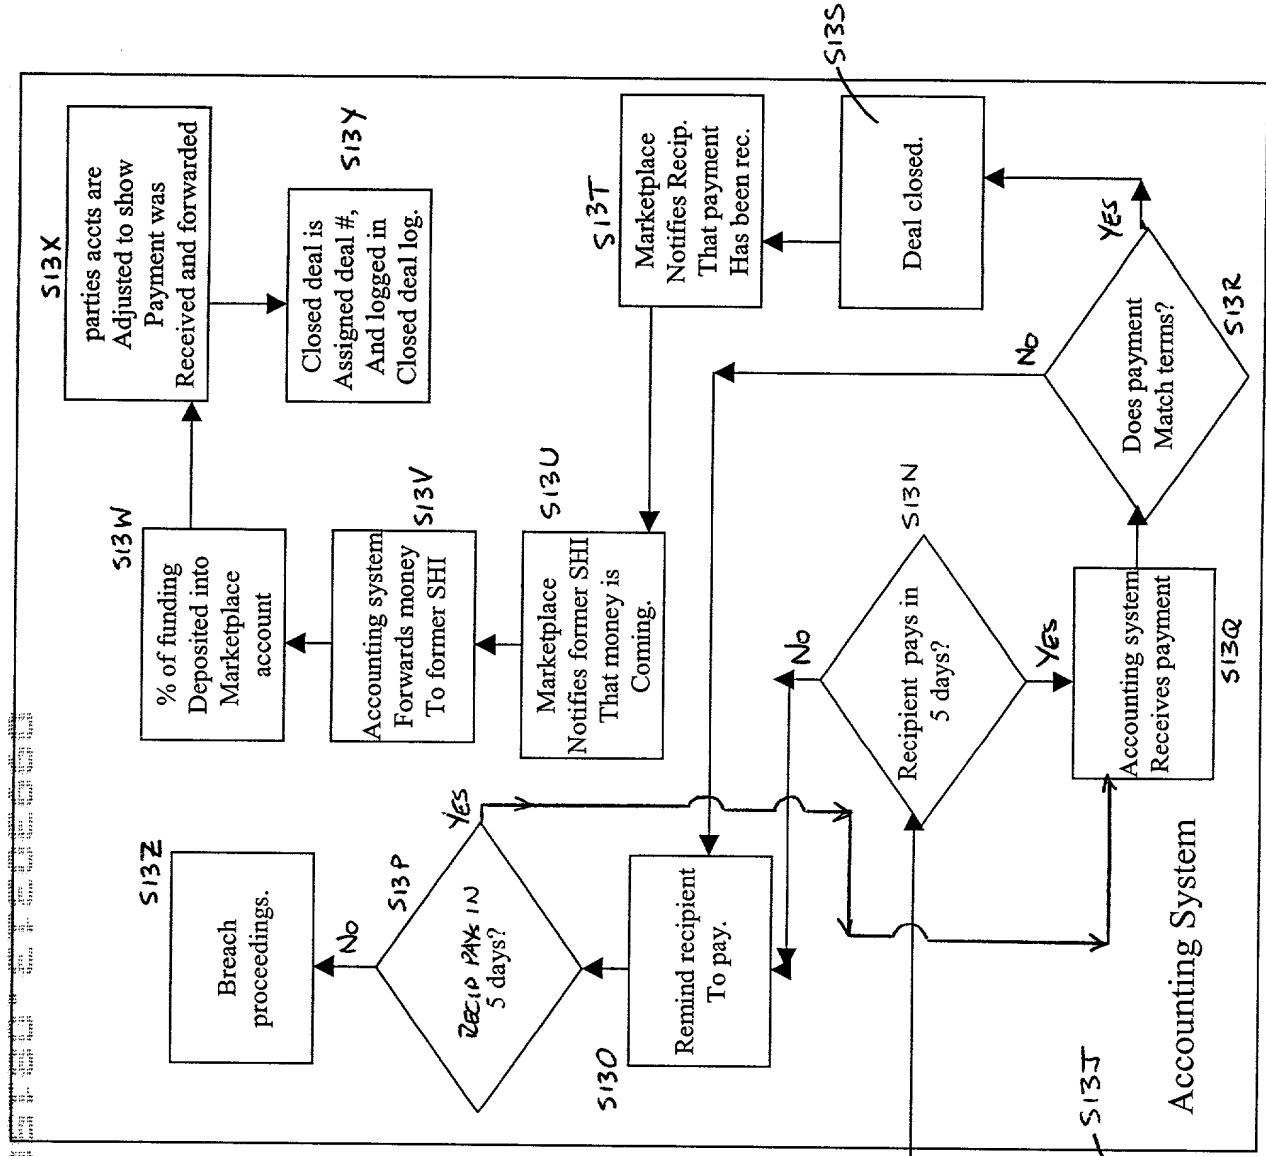 S13X
parties accts are
Adjusted to show
Payment was
Received and forwarded
S13Y
Closed deal is
Assigned deal #,
And logged in
Closed deal log.
S13W
% of funding
Deposited into
Marketplace
account
S13V
Accounting system
Forwards money
To former SHI
S13U
Marketplace
Notifies former SHI
That money is
Coming.
S13T
Marketplace
Notifies Recip.
That payment
Has been rec.
S13S
Deal closed.
S13Z
Breach
proceedings.
No
S13P
RECIP PAYS IN
5 days?
YES
S13O
Remind recipient
To pay.
S13N
Recipient pays in
5 days?
No
YES
S13Q
Accounting system
Receives payment
S13R
Does payment
Match terms?
No
YES
S13J
Accounting System